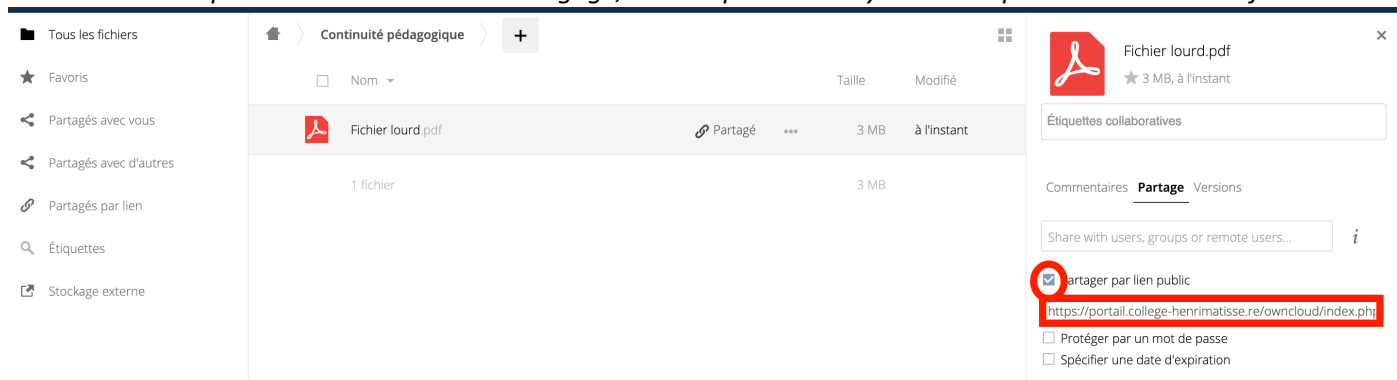 Tous les fichiers
Favoris
Partagés avec vous
Partagés avec d'autres
Partagés par lien
Étiquettes
Stockage externe
Continuité pédagogique +
Nom Taille Modifié
Fichier lourd.pdf Partagé ••• 3 MB à l'instant
1 fichier 3 MB
Fichier lourd.pdf ×
3 MB, à l'instant
Étiquettes collaboratives
Commentaires Partage Versions
Share with users, groups or remote users... i
artager par lien public
https://portail.college-henrimatisse.re/owncloud/index.php
Protéger par un mot de passe
Spécifier une date d'expiration